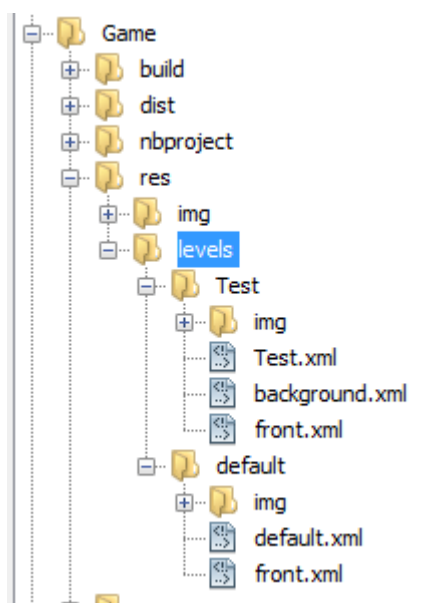 Game
build
dist
nbproject
res
img
levels
Test
img
Test.xml
background.xml
front.xml
default
img
default.xml
front.xml